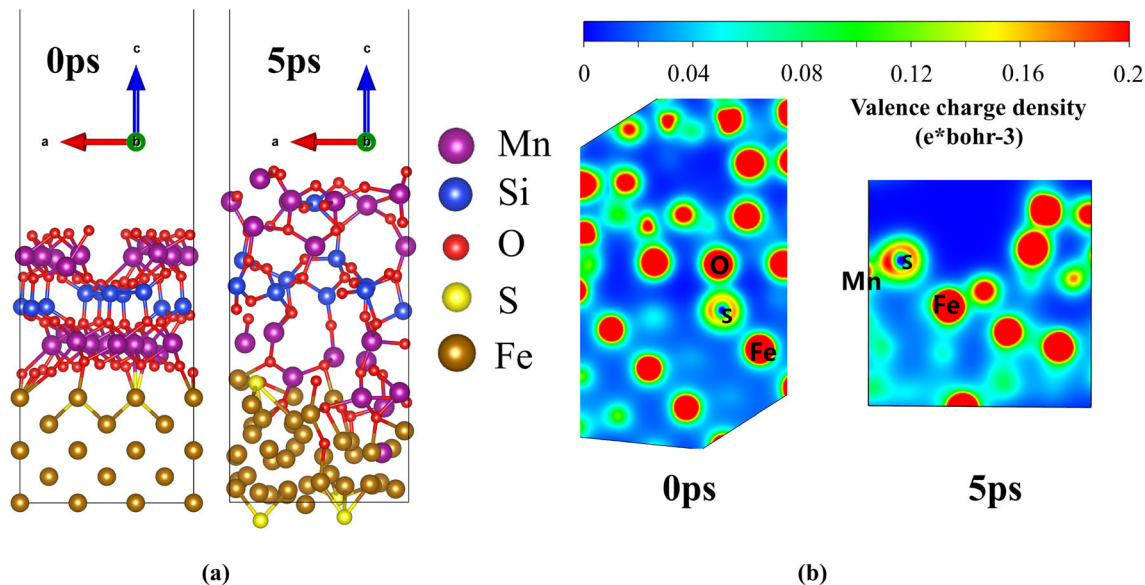 0ps
c
a
b
5ps
c
a
b
Mn
Si
O
S
Fe
(a)
0 0.04 0.08 0.12 0.16 0.2
Valence charge density
(e*bohr-3)
O
S
Fe
0ps
S
Mn
Fe
5ps
(b)